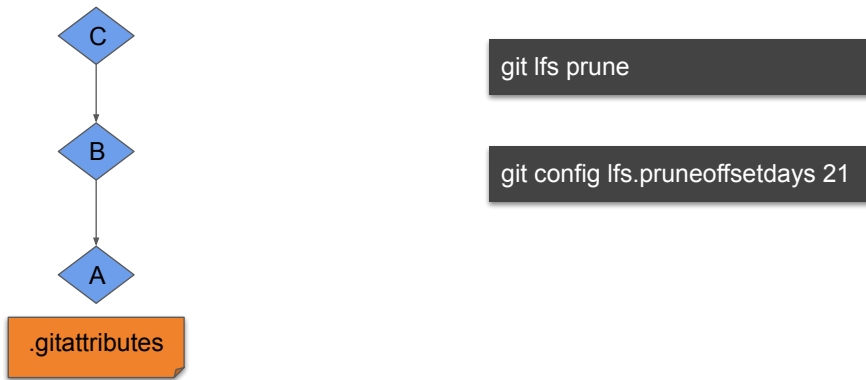 C
B
A
.gitattributes
git lfs prune
git config lfs.pruneoffsetdays 21